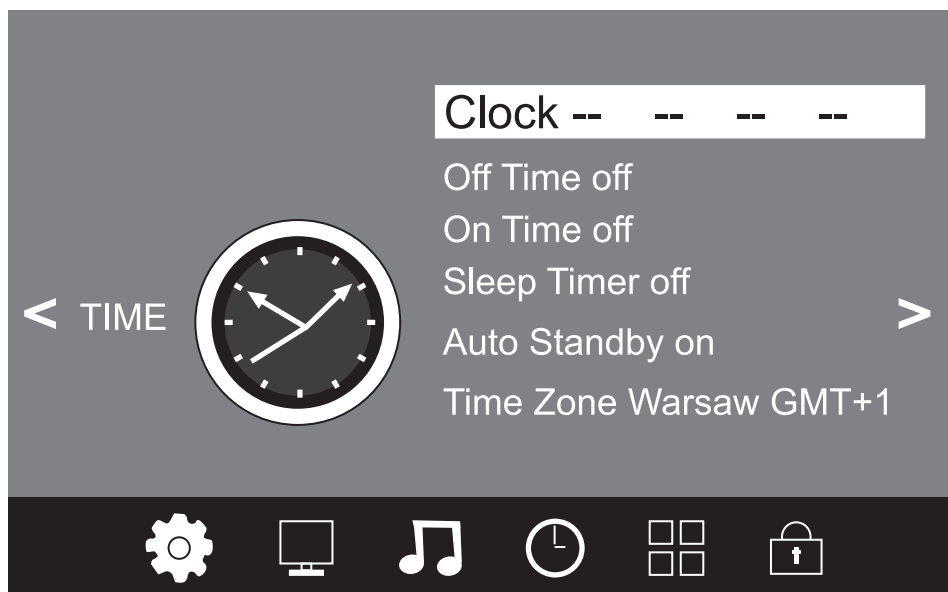 Clock -- -- -- --
Off Time off
On Time off
Sleep Timer off
< TIME >
Auto Standby on
Time Zone Warsaw GMT+1